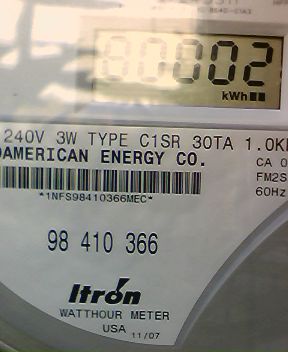 80002
kWh
240V 3W TYPE C1SR 30TA 1.0K
AMERICAN ENERGY CO.
CA 0
*1NFS98410366MEC*
FM2S
60Hz
98 410 366
Itrón
WATTHOUR METER
USA 11/07